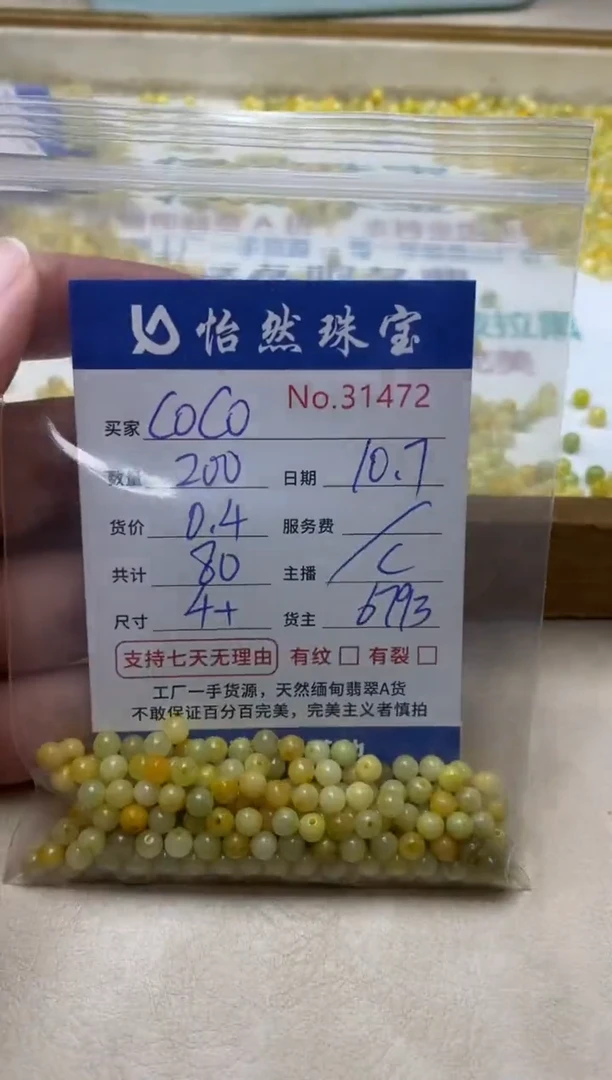 怡然珠宝
No.31472
买家 COCO
数量 200 日期 10.7
货价 0.4 服务费 /
共计 80 主播 C
尺寸 4+ 货主 6793
支持七天无理由 有纹 □ 有裂 □
工厂一手货源，天然缅甸翡翠A货
不敢保证百分百完美，完美主义者慎拍